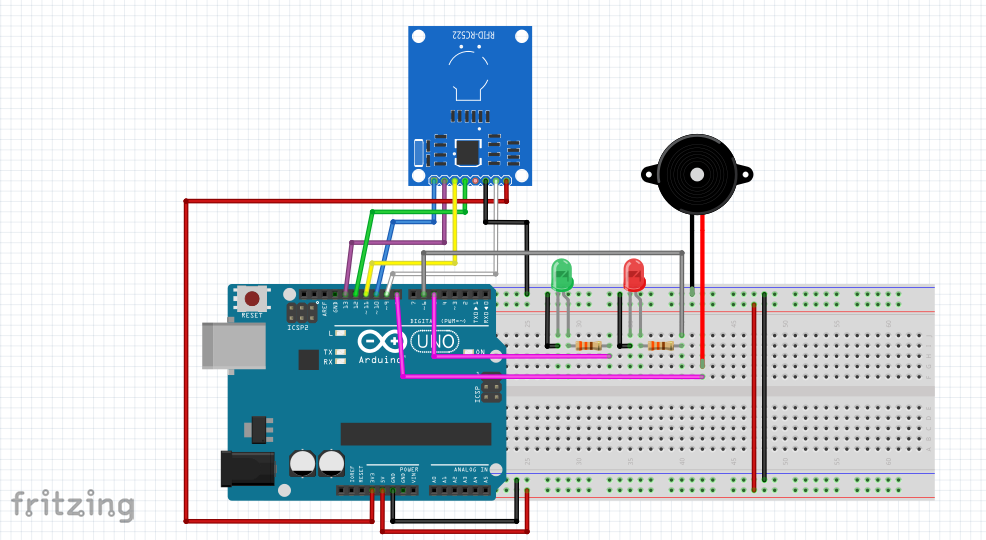 RFID-RC522
RESET
ICSP2
AREF
GND
13
12
~11
~10
~9
8
7
~6
~5
4
~3
2
TXD▶1
RXD◀0
DIGITAL (PWM=~)
L
TX
RX
Arduino
UNO
ON
ICSP
IOREF
RESET
3V3
5V
GND
GND
VIN
POWER
ANALOG IN
A0
A1
A2
A3
A4
A5
fritzing